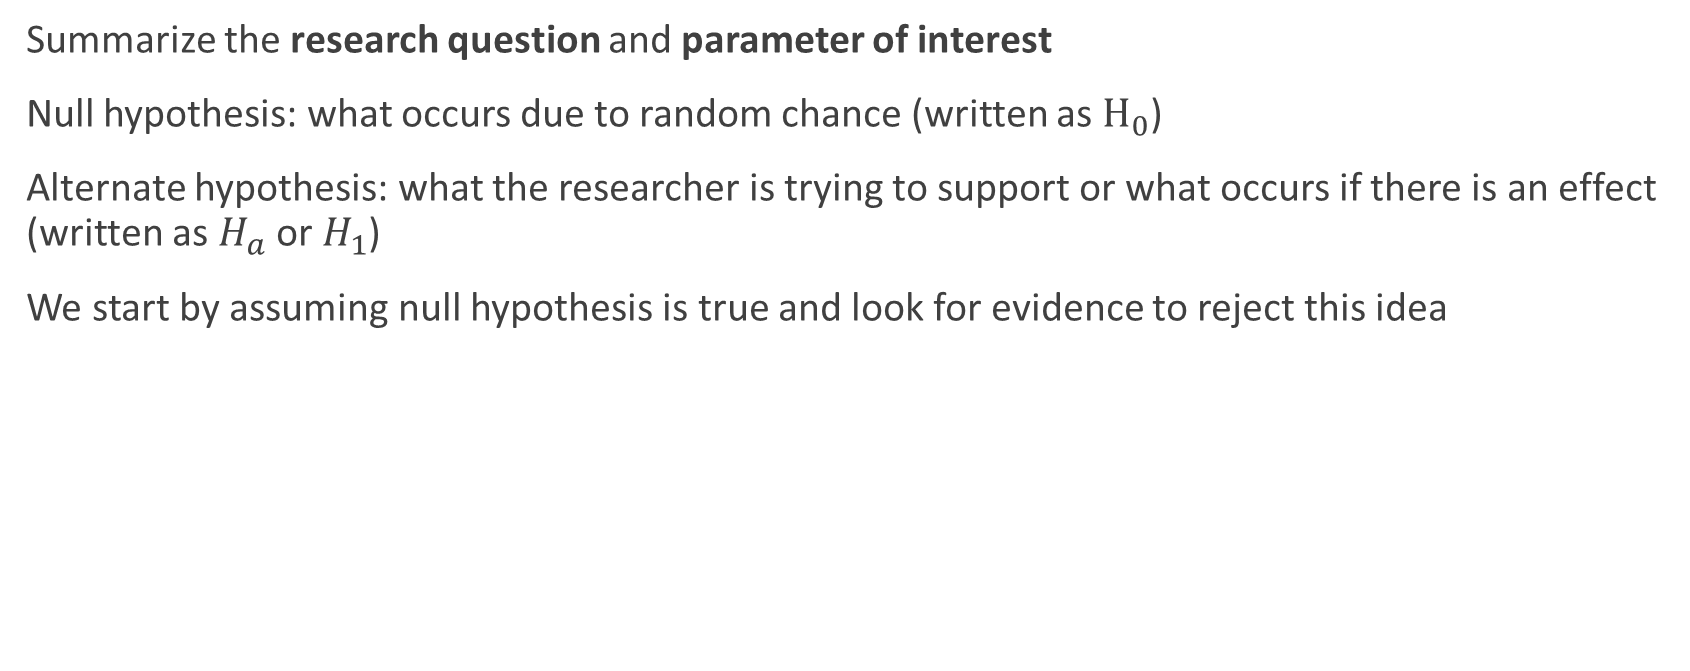 Summarize the research question and parameter of interest
Null hypothesis: what occurs due to random chance (written as H₀)
Alternate hypothesis: what the researcher is trying to support or what occurs if there is an effect
(written as Hₐ or H₁)
We start by assuming null hypothesis is true and look for evidence to reject this idea